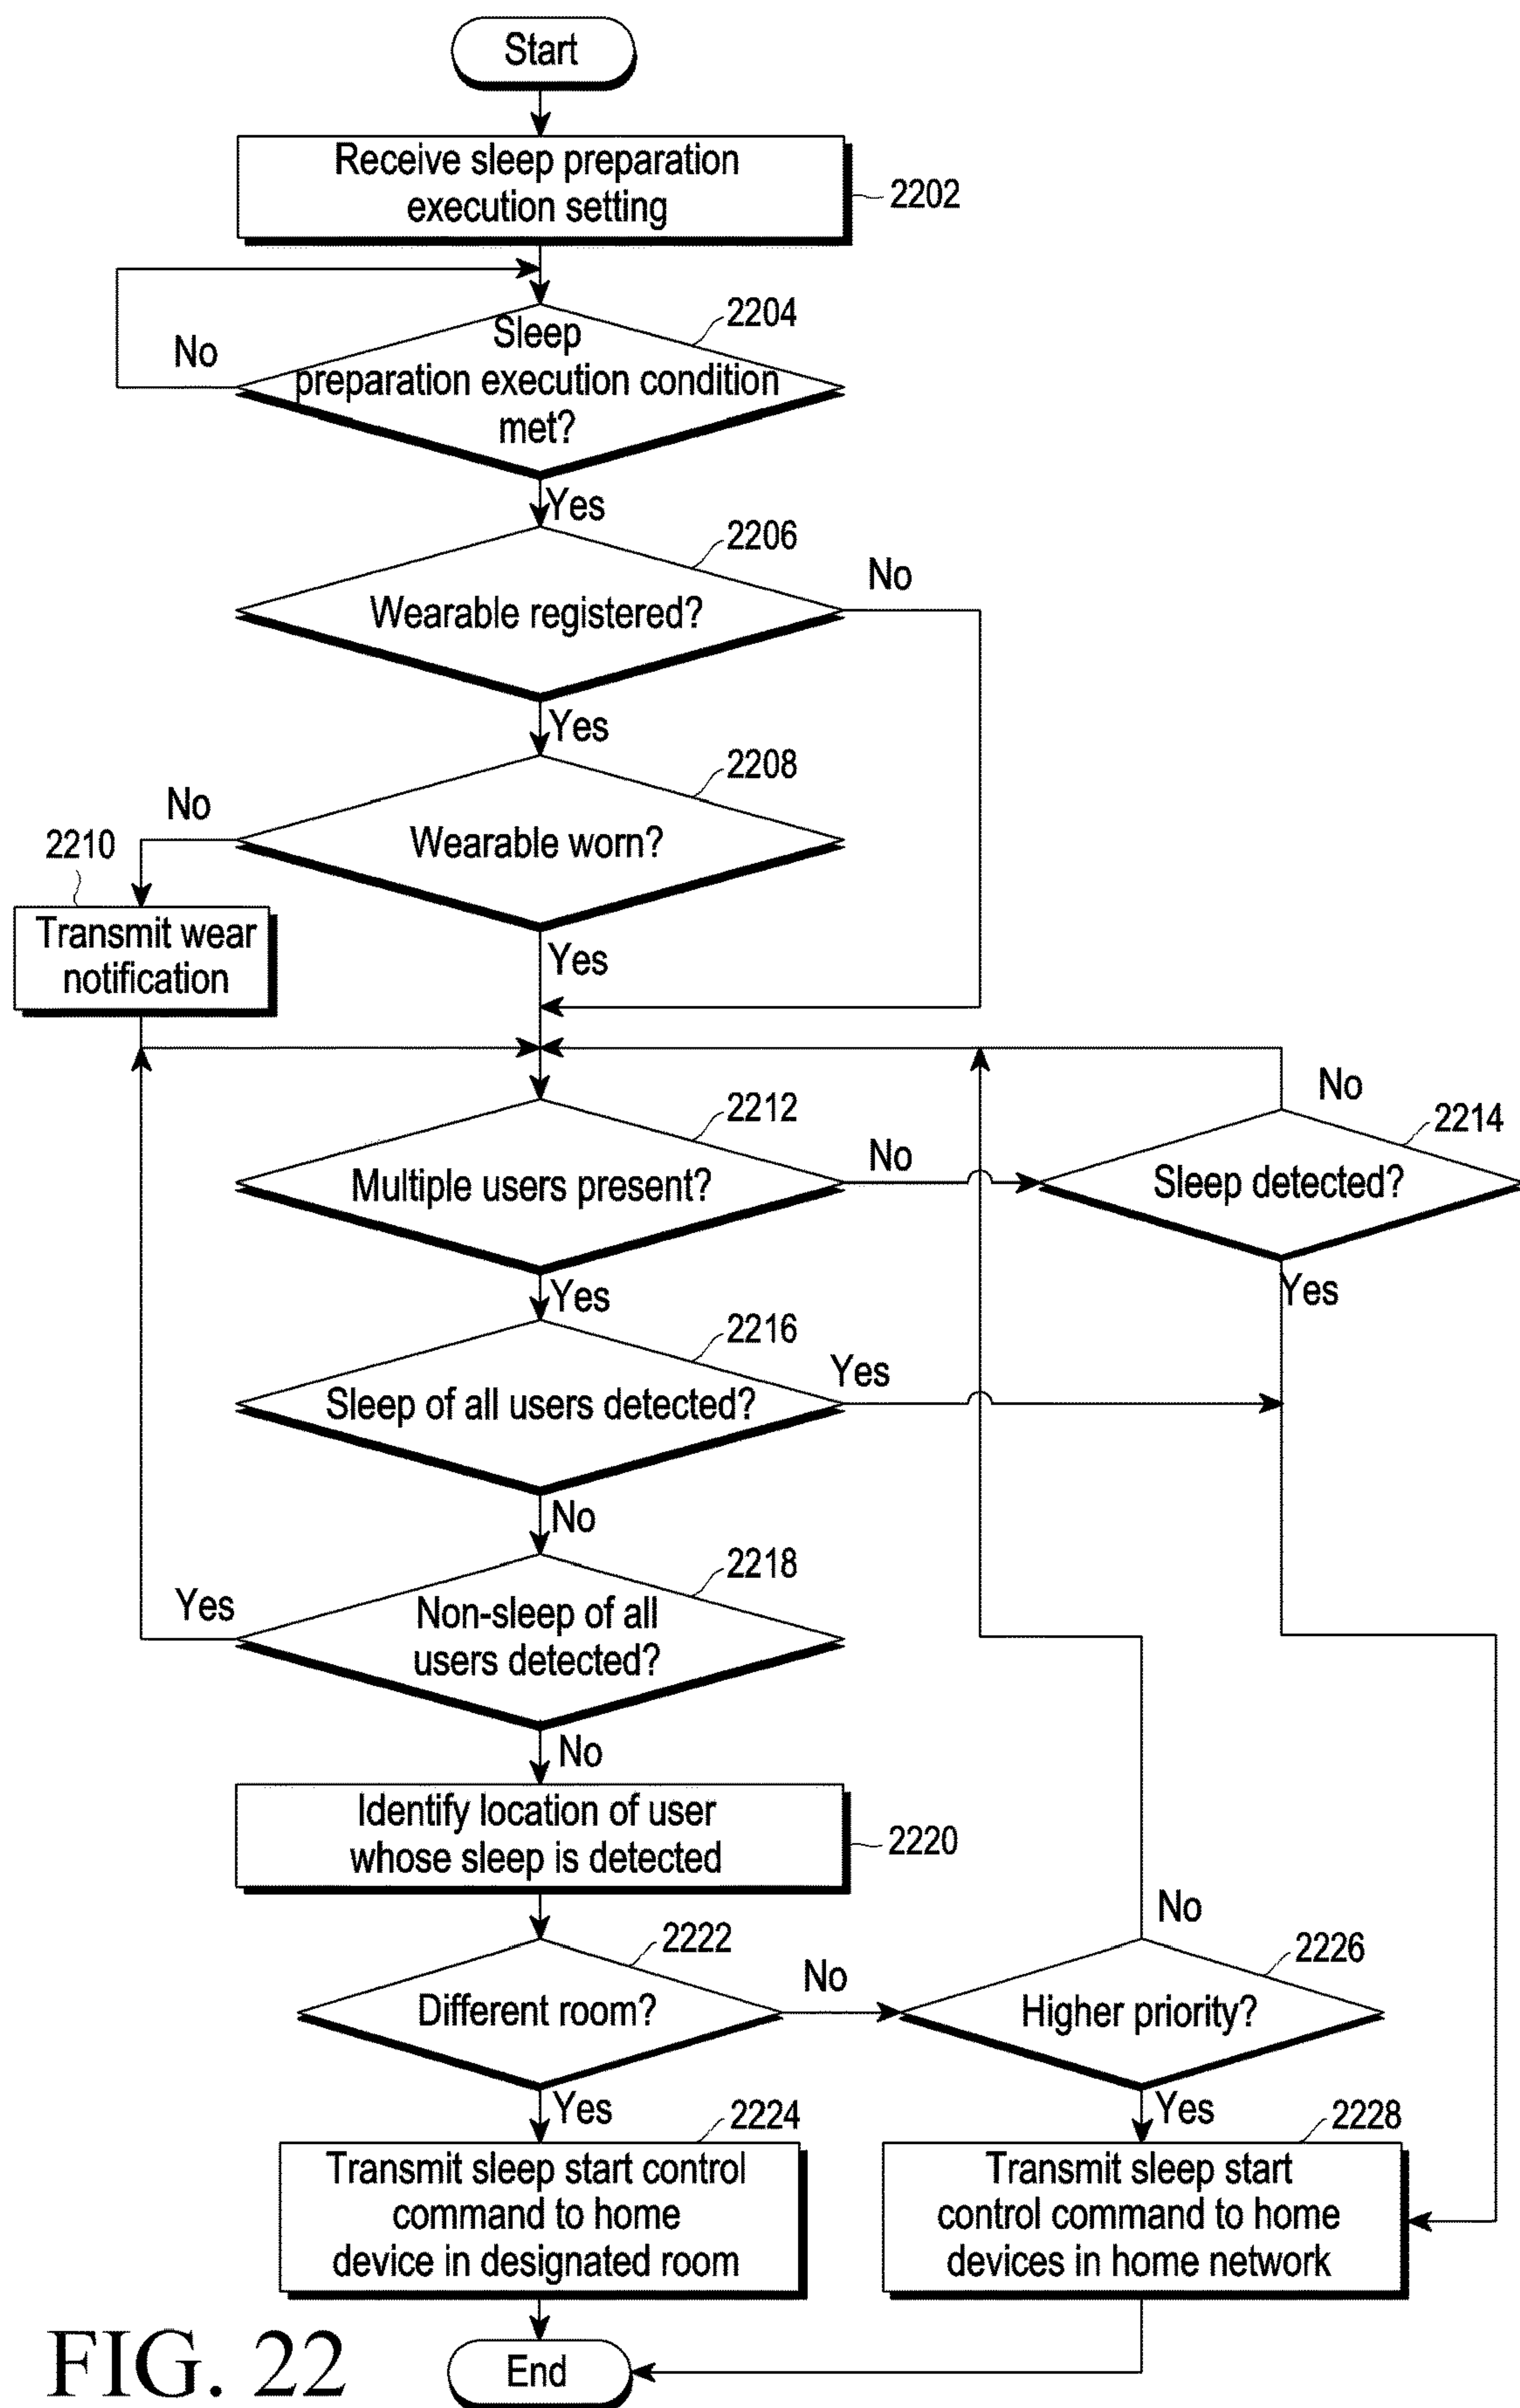 Start
Receive sleep preparation
execution setting
2202
2204
No
Sleep
preparation execution condition
met?
Yes
2206
No
Wearable registered?
Yes
2208
No
Wearable worn?
2210
Transmit wear
notification
Yes
No
2212
2214
No
Multiple users present?
Sleep detected?
Yes
Yes
2216
Yes
Sleep of all users detected?
No
2218
Yes
Non-sleep of all
users detected?
No
Identify location of user
whose sleep is detected
2220
No
2222
2226
No
Different room?
Higher priority?
Yes
Yes
2224
2228
Transmit sleep start control
command to home
device in designated room
Transmit sleep start
control command to home
devices in home network
End
FIG. 22